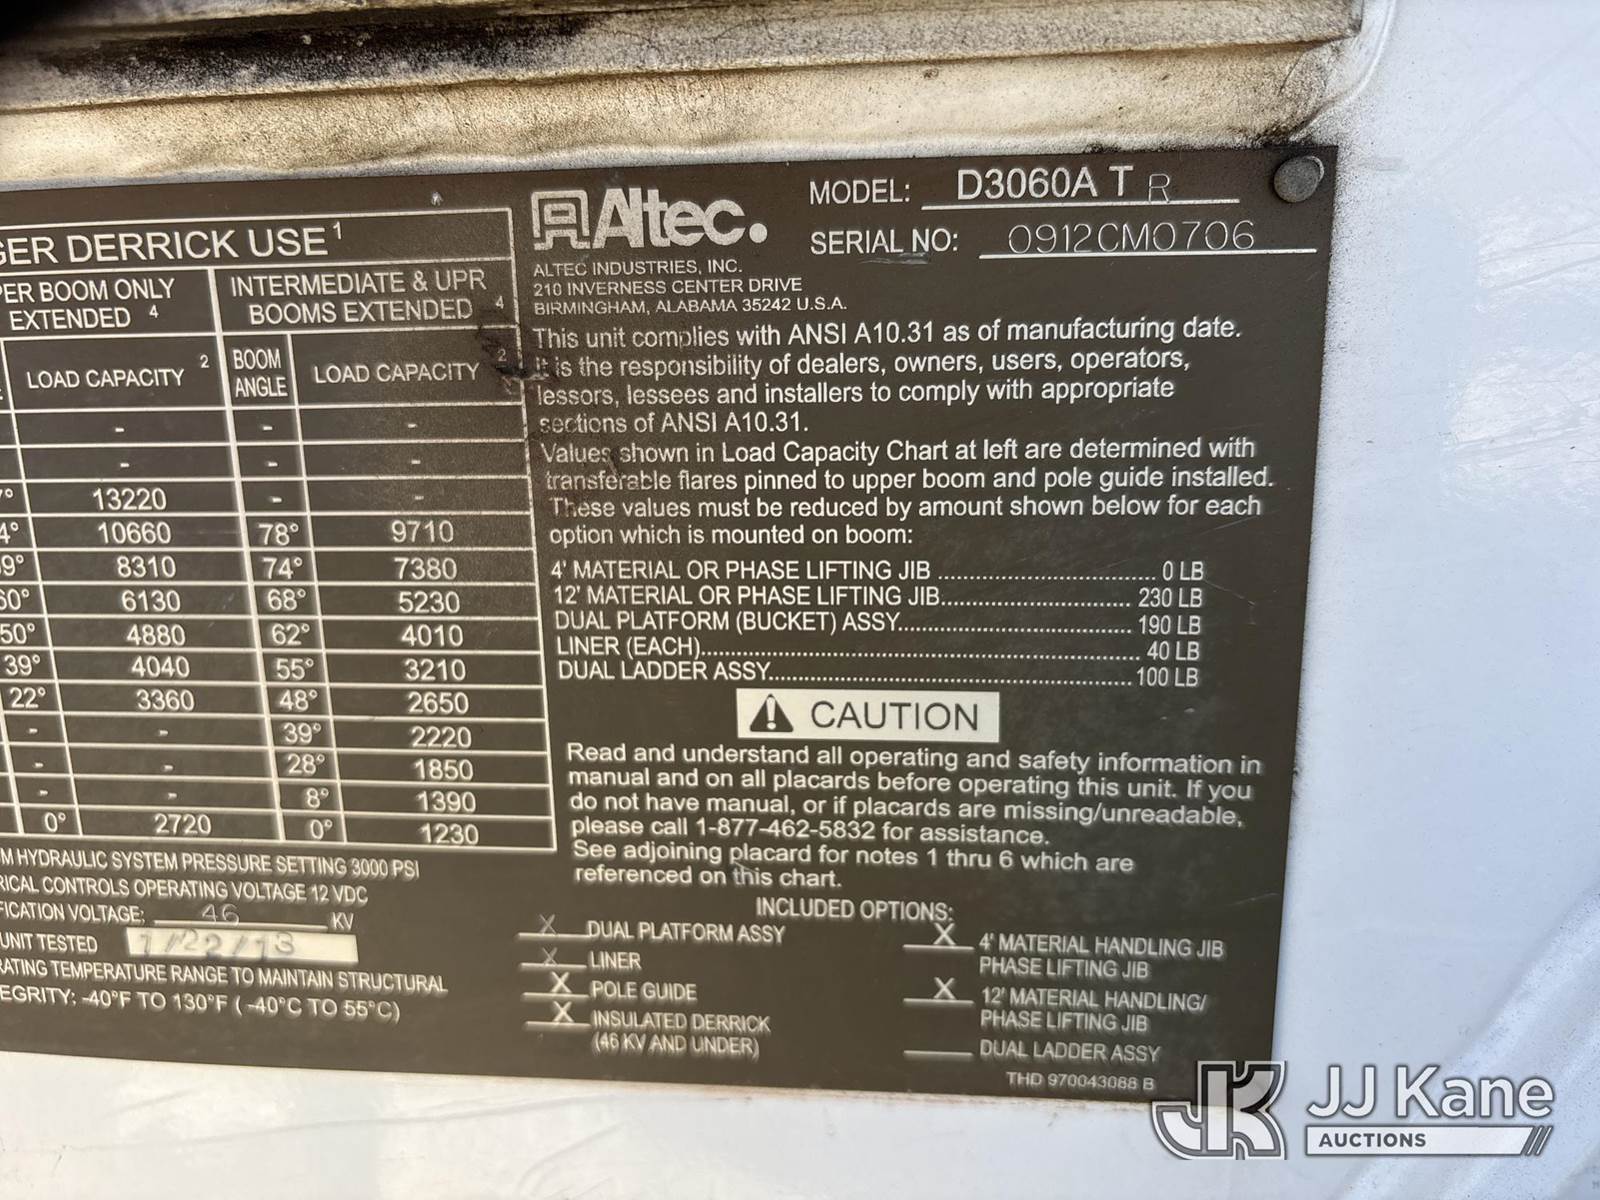 GER DERRICK USE 1
PER BOOM ONLY EXTENDED 4
INTERMEDIATE & UPR BOOMS EXTENDED 4
LOAD CAPACITY 2
BOOM ANGLE
LOAD CAPACITY 2
- - -
- - -
7° 13220 - -
4° 10660 78° 9710
9° 8310 74° 7380
60° 6130 68° 5230
50° 4880 62° 4010
39° 4040 55° 3210
22° 3360 48° 2650
- - 39° 2220
- - 28° 1850
- - 8° 1390
0° 2720 0° 1230
M HYDRAULIC SYSTEM PRESSURE SETTING 3000 PSI
RICAL CONTROLS OPERATING VOLTAGE 12 VDC
FICATION VOLTAGE: 46 KV
UNIT TESTED 1/22/13
RATING TEMPERATURE RANGE TO MAINTAIN STRUCTURAL
EGRITY: -40°F TO 130°F ( -40°C TO 55°C)
Altec.
MODEL: D3060A T R
SERIAL NO: 0912CM0706
ALTEC INDUSTRIES, INC.
210 INVERNESS CENTER DRIVE
BIRMINGHAM, ALABAMA 35242 U.S.A.
This unit complies with ANSI A10.31 as of manufacturing date.
It is the responsibility of dealers, owners, users, operators,
lessors, lessees and installers to comply with appropriate
sections of ANSI A10.31.
Values shown in Load Capacity Chart at left are determined with
transferable flares pinned to upper boom and pole guide installed.
These values must be reduced by amount shown below for each
option which is mounted on boom:
4' MATERIAL OR PHASE LIFTING JIB ................................ 0 LB
12' MATERIAL OR PHASE LIFTING JIB............................ 230 LB
DUAL PLATFORM (BUCKET) ASSY.................................. 190 LB
LINER (EACH)................................................................ 40 LB
DUAL LADDER ASSY..................................................... 100 LB
CAUTION
Read and understand all operating and safety information in
manual and on all placards before operating this unit. If you
do not have manual, or if placards are missing/unreadable,
please call 1-877-462-5832 for assistance.
See adjoining placard for notes 1 thru 6 which are
referenced on this chart.
INCLUDED OPTIONS:
X DUAL PLATFORM ASSY
X LINER
X POLE GUIDE
X INSULATED DERRICK
(46 KV AND UNDER)
X 4' MATERIAL HANDLING JIB
PHASE LIFTING JIB
X 12' MATERIAL HANDLING/
PHASE LIFTING JIB
DUAL LADDER ASSY
THD 970043088 B
JK JJ Kane
AUCTIONS